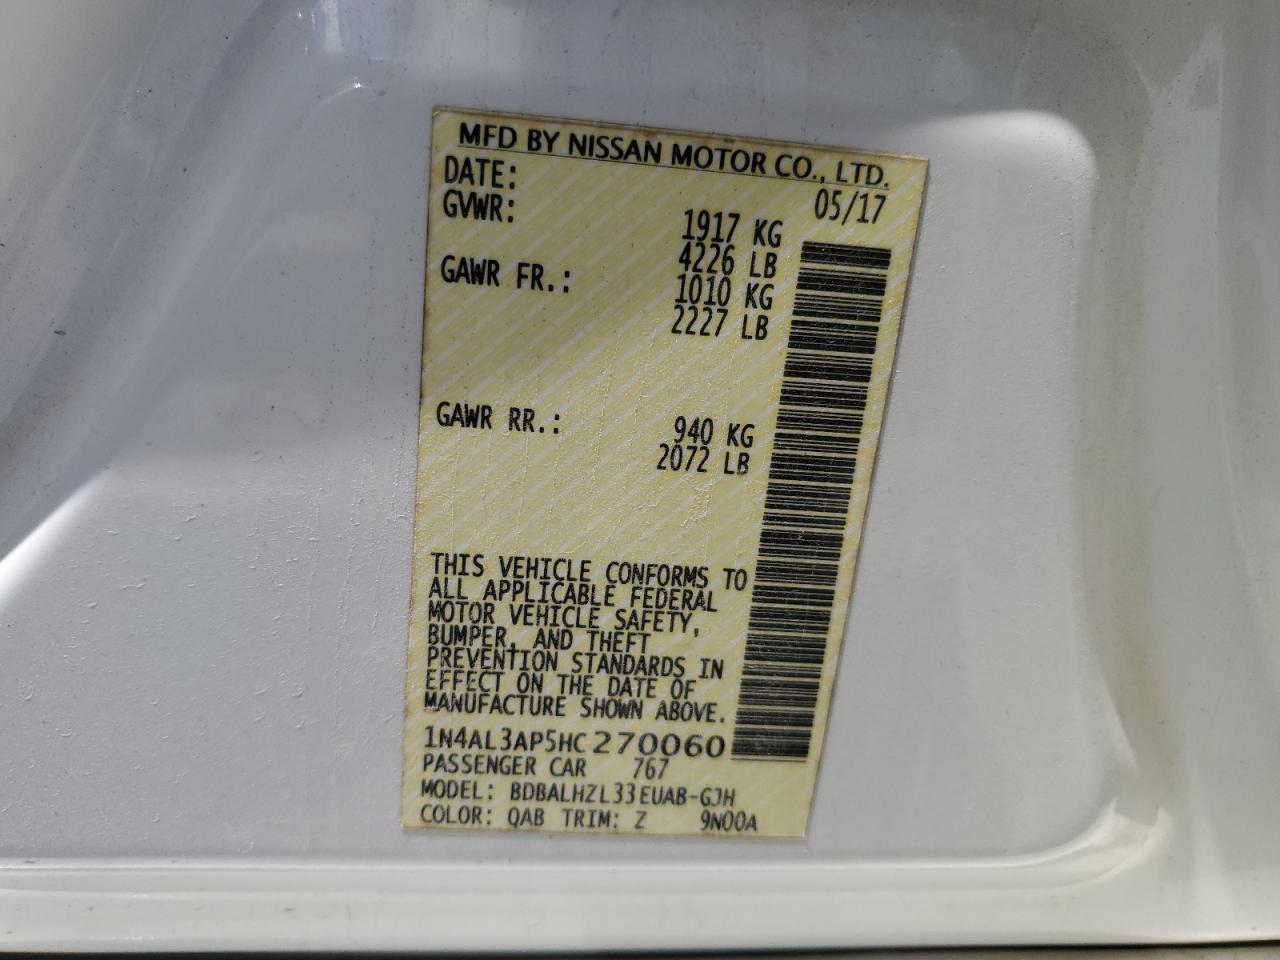 MFD BY NISSAN MOTOR CO., LTD.
DATE: 05/17
GVWR: 1917 KG
4226 LB
GAWR FR.: 1010 KG
2227 LB
GAWR RR.: 940 KG
2072 LB
THIS VEHICLE CONFORMS TO
ALL APPLICABLE FEDERAL
MOTOR VEHICLE SAFETY,
BUMPER, AND THEFT
PREVENTION STANDARDS IN
EFFECT ON THE DATE OF
MANUFACTURE SHOWN ABOVE.
1N4AL3AP5HC270060
PASSENGER CAR 767
MODEL: BDBALHZL33EUAB-GJH
COLOR: QAB TRIM: Z 9N00A